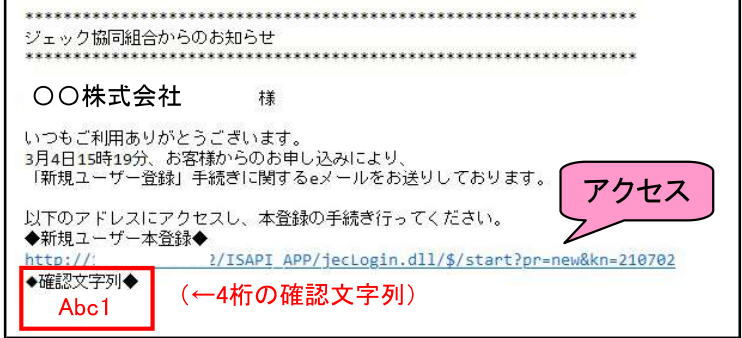 ****************************************************************************
ジェック協同組合からのお知らせ
****************************************************************************
〇〇株式会社 様
いつもご利用ありがとうございます。
3月4日15時19分、お客様からのお申し込みにより、
「新規ユーザー登録」手続きに関するeメールをお送りしております。
アクセス
以下のアドレスにアクセスし、本登録の手続き行ってください。
◆新規ユーザー本登録◆
http:// /ISAPI_APP/jecLogin.dll/$/start?pr=new&kn=210702
◆確認文字列◆
Abc1 (←4桁の確認文字列)